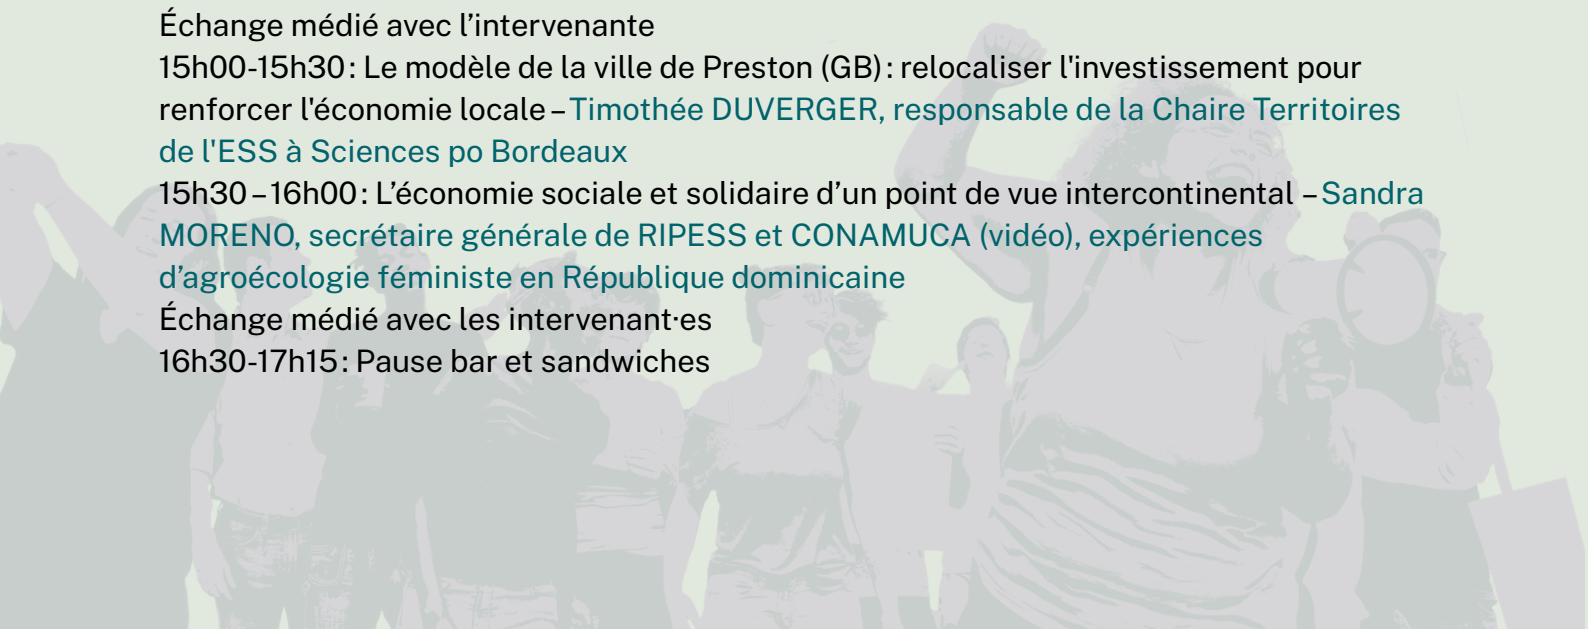 Échange médié avec l’intervenante
15h00-15h30 : Le modèle de la ville de Preston (GB) : relocaliser l'investissement pour
renforcer l'économie locale – Timothée DUVERGER, responsable de la Chaire Territoires
de l'ESS à Sciences po Bordeaux
15h30 – 16h00 : L’économie sociale et solidaire d’un point de vue intercontinental – Sandra
MORENO, secrétaire générale de RIPESS et CONAMUCA (vidéo), expériences
d’agroécologie féministe en République dominicaine
Échange médié avec les intervenant·es
16h30-17h15 : Pause bar et sandwiches